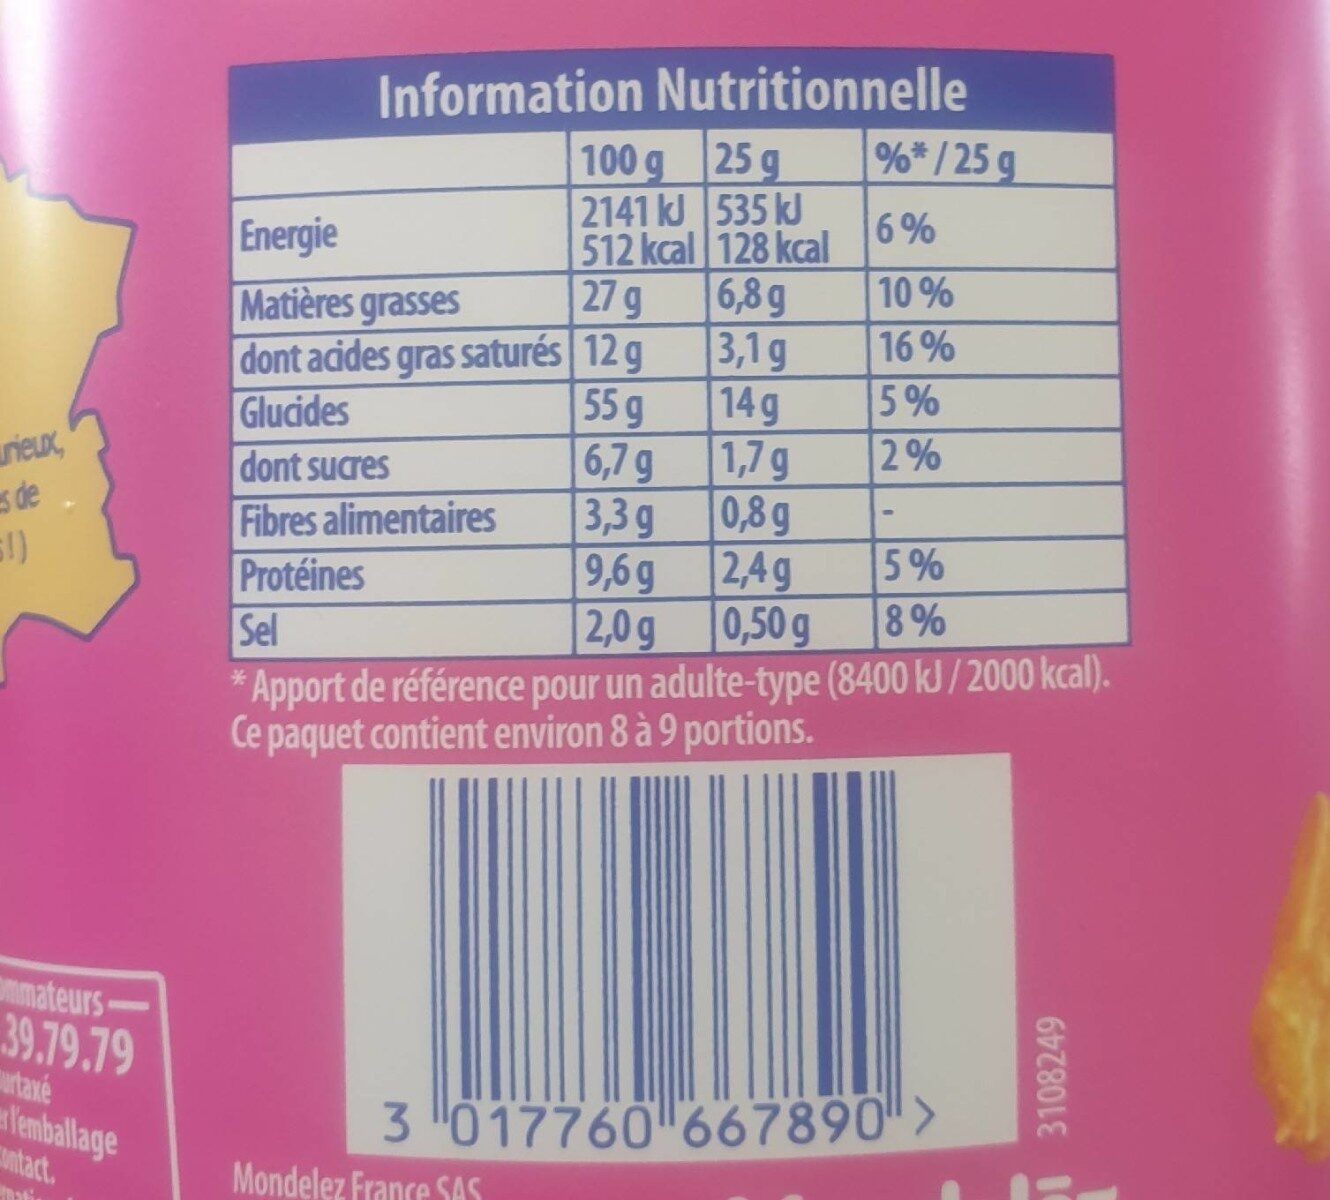 Information Nutritionnelle
100 g 25 g %*/25 g
Energie 2141 kJ 535 kJ 6 %
512 kcal 128 kcal
Matières grasses 27 g 6,8 g 10 %
dont acides gras saturés 12 g 3,1 g 16 %
Glucides 55 g 14 g 5 %
dont sucres 6,7 g 1,7 g 2 %
Fibres alimentaires 3,3 g 0,8 g -
Protéines 9,6 g 2,4 g 5 %
Sel 2,0 g 0,50 g 8 %
* Apport de référence pour un adulte-type (8400 kJ / 2000 kcal).
Ce paquet contient environ 8 à 9 portions.
3 017760 667890 >
3108249
Mondelez France SAS
de
!)
.39.79.79
l'emballage